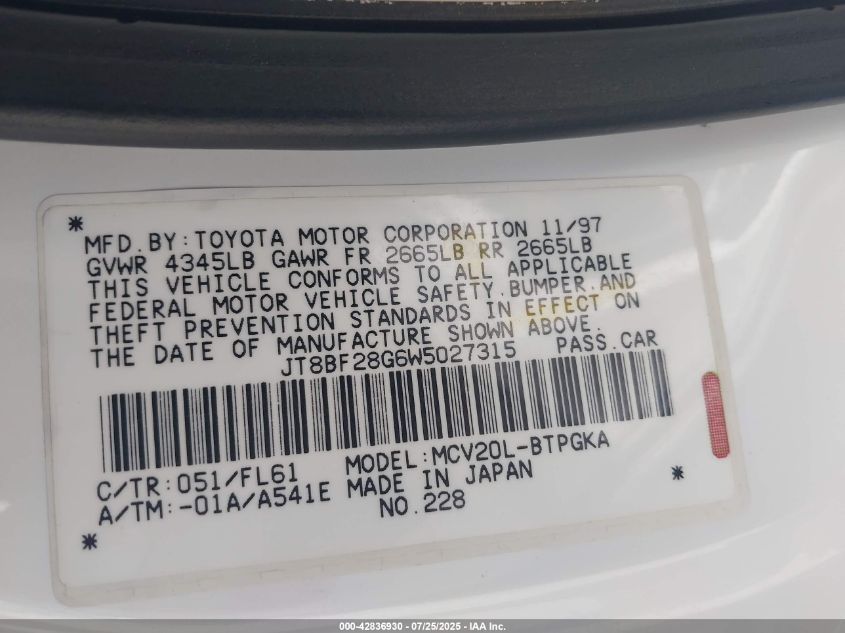 *
MFD.BY:TOYOTA MOTOR CORPORATION 11/97
GVWR 4345LB GAWR FR 2665LB RR 2665LB
THIS VEHICLE CONFORMS TO ALL APPLICABLE
FEDERAL MOTOR VEHICLE SAFETY,BUMPER,AND
THEFT PREVENTION STANDARDS IN EFFECT ON
THE DATE OF MANUFACTURE SHOWN ABOVE.
JT8BF28G6W5027315 PASS.CAR
C/TR:051/FL61 MODEL:MCV20L-BTPGKA
A/TM:-01A/A541E MADE IN JAPAN *
* NO.228
000-42836930 - 07/25/2025 - IAA Inc.